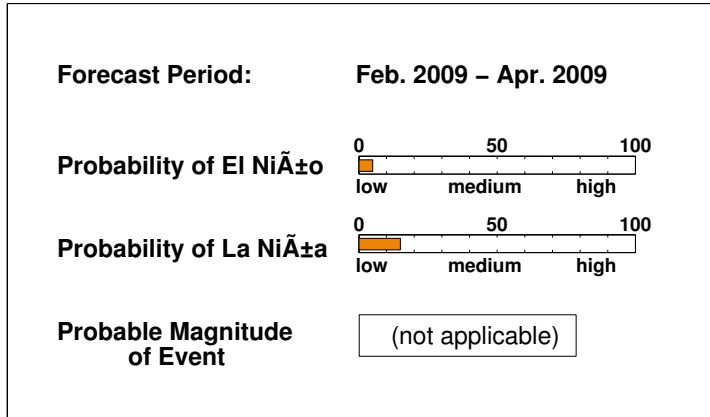 Forecast Period: Feb. 2009 − Apr. 2009
0 50 100
Probability of El NiÃ±o
low medium high
0 50 100
Probability of La NiÃ±a
low medium high
Probable Magnitude
of Event
(not applicable)